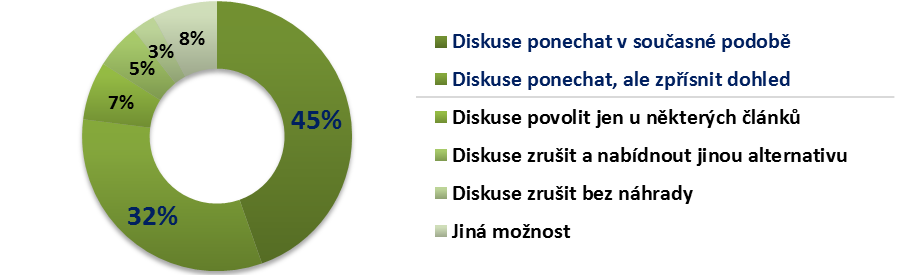 8%
3%
5%
7%
45%
32%
Diskuse ponechat v současné podobě
Diskuse ponechat, ale zpřísnit dohled
Diskuse povolit jen u některých článků
Diskuse zrušit a nabídnout jinou alternativu
Diskuse zrušit bez náhrady
Jiná možnost